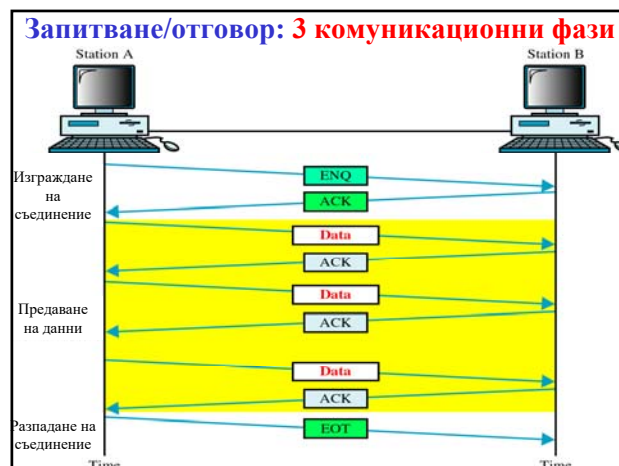 Запитване/отговор: 3 комуникационни фази
Station A
Station B
Изграждане
на
съединение
ENQ
ACK
Data
ACK
Предаване
на данни
Data
ACK
Data
ACK
Разпадане на
съединение
EOT
Time
Time